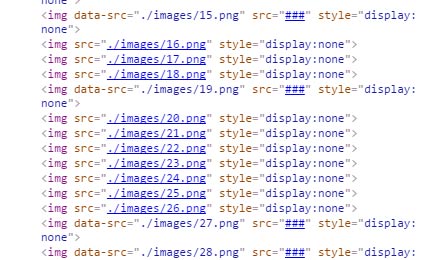 none">
<img data-src="./images/15.png" src="###" style="display:
none">
<img src="./images/16.png" style="display:none">
<img src="./images/17.png" style="display:none">
<img src="./images/18.png" style="display:none">
<img data-src="./images/19.png" src="###" style="display:
none">
<img src="./images/20.png" style="display:none">
<img src="./images/21.png" style="display:none">
<img src="./images/22.png" style="display:none">
<img src="./images/23.png" style="display:none">
<img src="./images/24.png" style="display:none">
<img src="./images/25.png" style="display:none">
<img src="./images/26.png" style="display:none">
<img data-src="./images/27.png" src="###" style="display:
none">
<img data-src="./images/28.png" src="###" style="display: